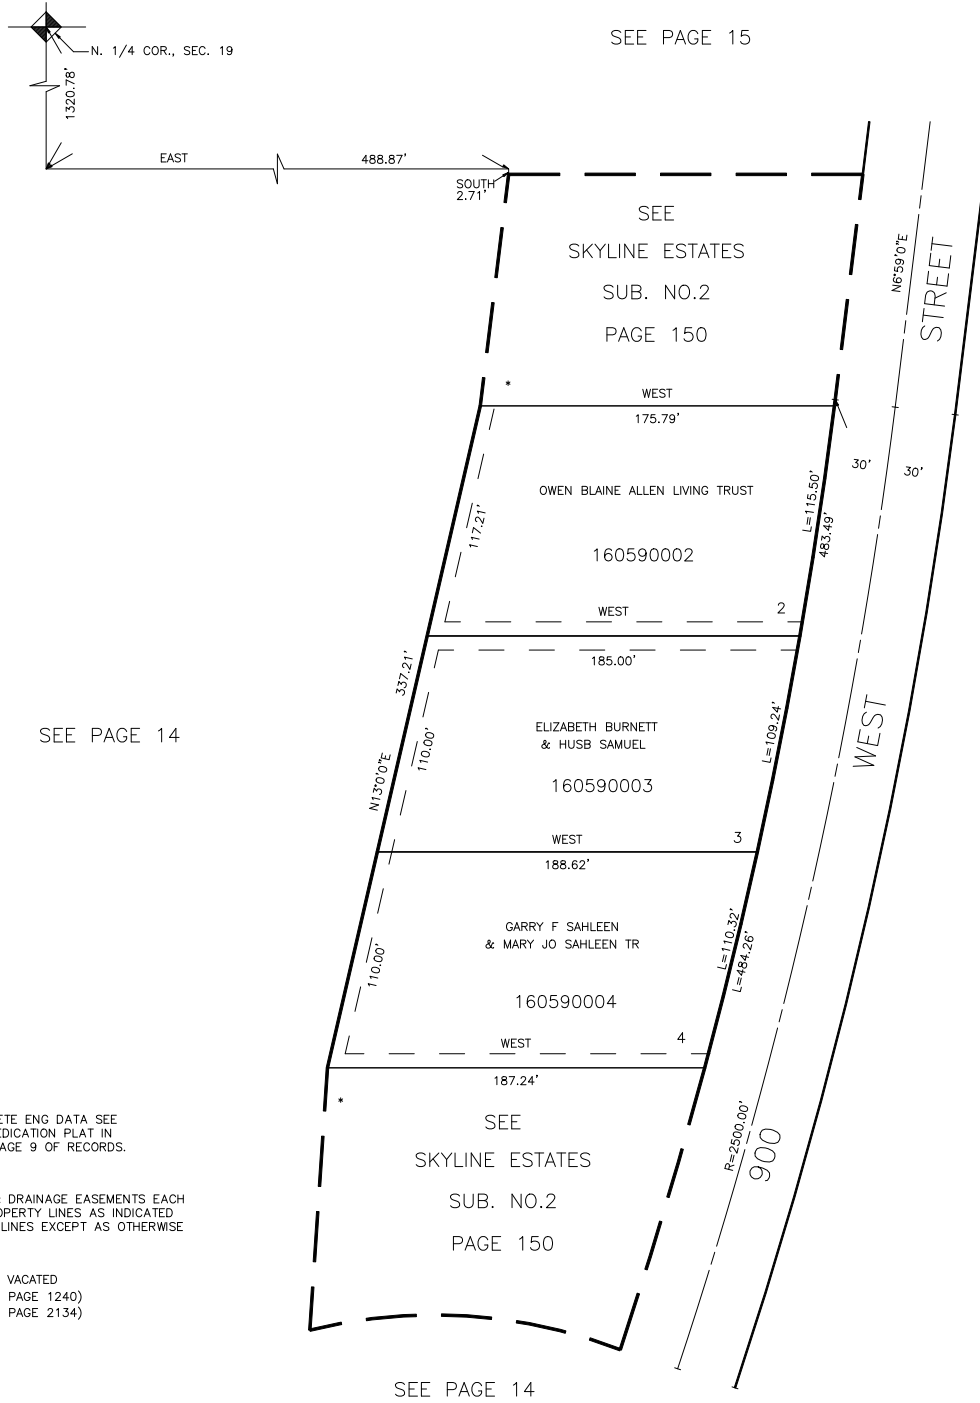 SEE PAGE 15
N. 1/4 COR., SEC. 19
1320.78'
EAST
488.87'
SOUTH
2.71'
SEE
SKYLINE ESTATES
SUB. NO.2
PAGE 150
N6°59'0"E
STREET
*
WEST
175.79'
30'
30'
OWEN BLAINE ALLEN LIVING TRUST
L=115.50'
483.49'
117.21'
160590002
WEST
2
185.00'
337.21'
ELIZABETH BURNETT
& HUSB SAMUEL
L=109.24'
WEST
SEE PAGE 14
110.00'
N13°0'0"E
160590003
WEST
3
188.62'
GARRY F SAHLEEN
& MARY JO SAHLEEN TR
L=110.32'
L=484.26'
110.00'
160590004
WEST
4
187.24'
*
ETE ENG DATA SEE
EDICATION PLAT IN
AGE 9 OF RECORDS.
SEE
SKYLINE ESTATES
SUB. NO.2
PAGE 150
R=2500.00'
900
DRAINAGE EASEMENTS EACH
OPERTY LINES AS INDICATED
LINES EXCEPT AS OTHERWISE
VACATED
PAGE 1240)
PAGE 2134)
SEE PAGE 14